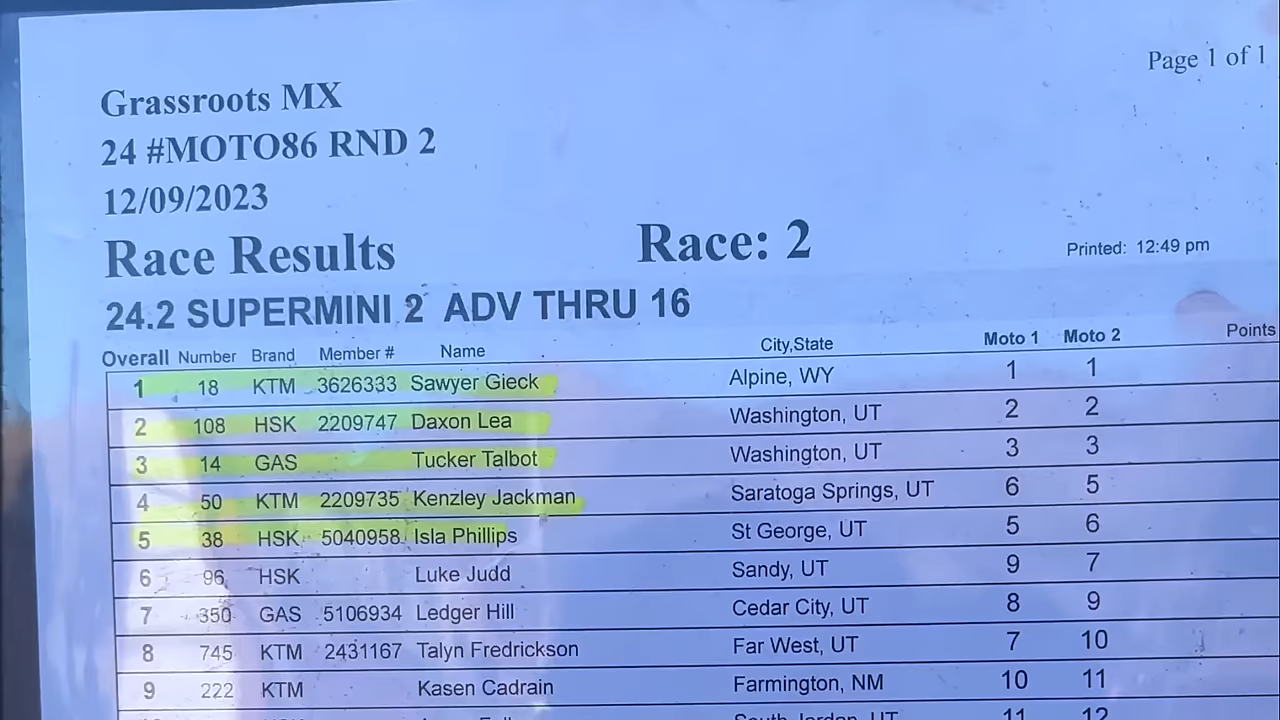 Page 1 of 1
Grassroots MX
24 #MOTO86 RND 2
12/09/2023
Race Results Race: 2 Printed: 12:49 pm
24.2 SUPERMINI 2 ADV THRU 16
Overall Number Brand Member # Name City,State Moto 1 Moto 2 Points
1 18 KTM 3626333 Sawyer Gieck Alpine, WY 1 1
2 108 HSK 2209747 Daxon Lea Washington, UT 2 2
3 14 GAS Tucker Talbot Washington, UT 3 3
4 50 KTM 2209735 Kenzley Jackman Saratoga Springs, UT 6 5
5 38 HSK 5040958 Isla Phillips St George, UT 5 6
6 96 HSK Luke Judd Sandy, UT 9 7
7 350 GAS 5106934 Ledger Hill Cedar City, UT 8 9
8 745 KTM 2431167 Talyn Fredrickson Far West, UT 7 10
9 222 KTM Kasen Cadrain Farmington, NM 10 11
South Jordan, UT 11 12